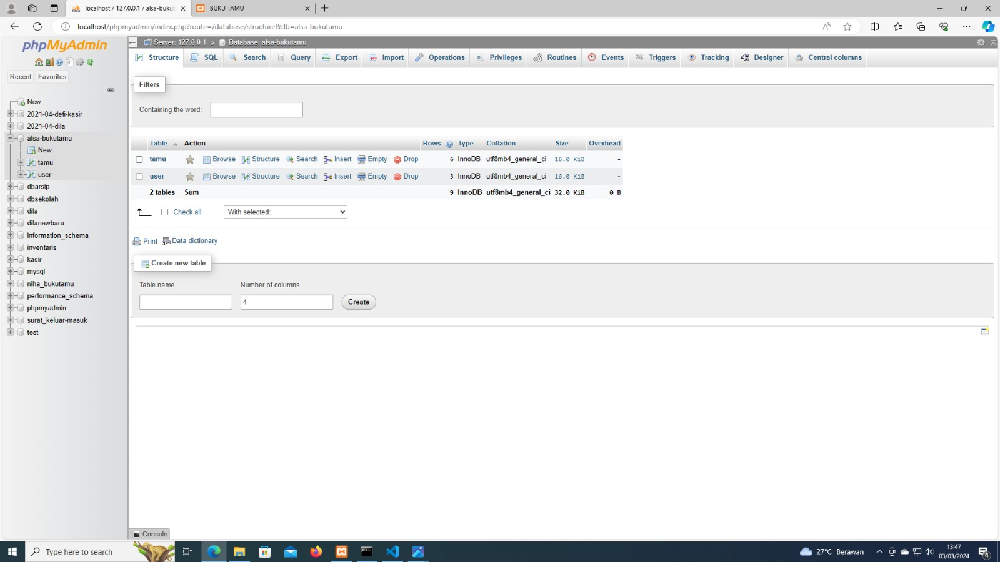 localhost / 127.0.0.1 / alsa-bukut
BUKU TAMU
localhost/phpmyadmin/index.php?route=/database/structure&db=alsa-bukutamu
phpMyAdmin
Recent Favorites
New
2021-04-defi-kasir
2021-04-dila
alsa-bukutamu
New
tamu
user
dbarsip
dbsekolah
dila
dilanewbaru
information_schema
inventaris
kasir
mysql
niha_bukutamu
performance_schema
phpmyadmin
surat_keluar-masuk
test
Server: 127.0.0.1 » Database: alsa-bukutamu
Structure SQL Search Query Export Import Operations Privileges Routines Events Triggers Tracking Designer Central columns
Filters
Containing the word:
Table Action Rows Type Collation Size Overhead
tamu Browse Structure Search Insert Empty Drop 6 InnoDB utf8mb4_general_ci 16.0 KiB -
user Browse Structure Search Insert Empty Drop 3 InnoDB utf8mb4_general_ci 16.0 KiB -
2 tables Sum 9 InnoDB utf8mb4_general_ci 32.0 KiB 0 B
Check all With selected:
Print Data dictionary
Create new table
Table name Number of columns
4 Create
Console
Type here to search
27°C Berawan
13:47
03/03/2024
4